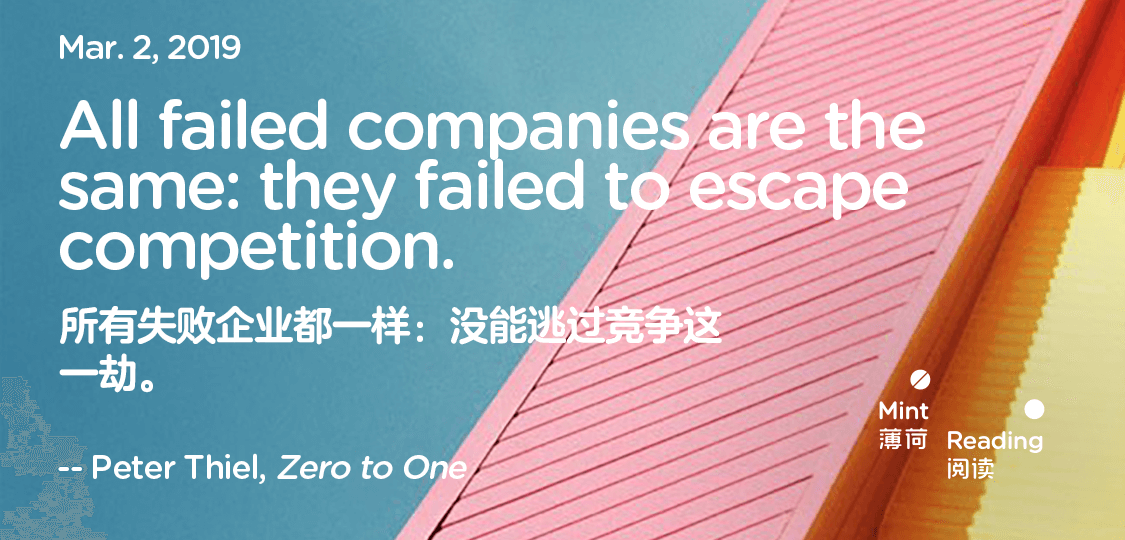 Mar. 2, 2019
All failed companies are the
same: they failed to escape
competition.
所有失败企业都一样：没能逃过竞争这
一劫。
-- Peter Thiel, Zero to One
Mint
薄荷
Reading
阅读